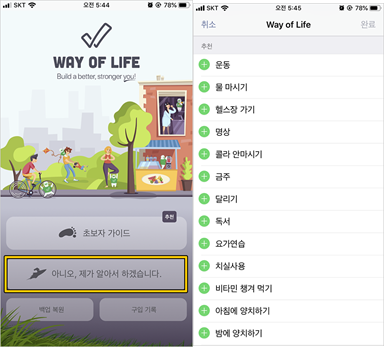 SKT 오전 5:44 78%
WAY OF LIFE
Build a better, stronger you!
추천
초보자 가이드
아니오, 제가 알아서 하겠습니다.
백업 복원
구입 기록
SKT 오전 5:45 78%
취소 Way of Life 완료
추천
운동
물 마시기
헬스장 가기
명상
콜라 안마시기
금주
달리기
독서
요가연습
치실사용
비타민 챙겨 먹기
아침에 양치하기
밤에 양치하기